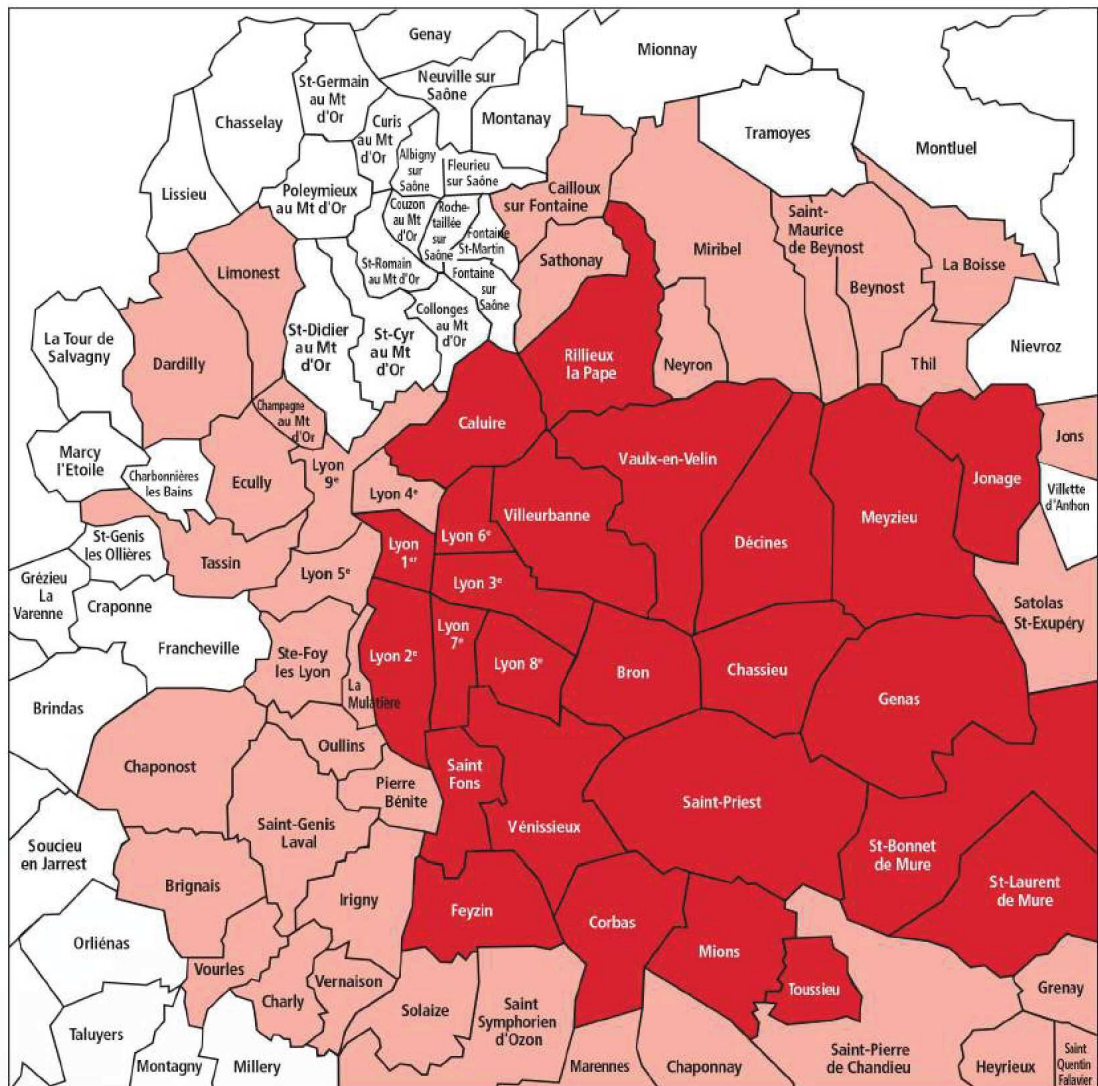 Genay
Mionnay
St-Germain
au Mt
d'Or
Neuville sur
Saône
Chasselay
Curis
au Mt
d'Or
Montanay
Tramoyes
Montluel
Albigny
sur
Saône
Fleurieu
sur Saône
Lissieu
Poleymieux
au Mt d'Or
Cailloux
sur Fontaine
Couzon
au Mt
d'Or
Roche-
taillée
sur
Saône
Fontaine
St-Martin
Saint-
Maurice
de Beynost
Miribel
La Boisse
Limonest
St-Romain
au Mt d'Or
Fontaine
sur
Saône
Sathonay
Beynost
St-Didier
au Mt
d'Or
St-Cyr
au Mt
d'Or
Collonges
au Mt
d'Or
La Tour de
Salvagny
Dardilly
Rillieux
la Pape
Neyron
Thil
Nievroz
Champagne
au Mt
d'Or
Caluire
Marcy
l'Etoile
Charbonnières
les Bains
Ecully
Lyon
9e
Lyon 4e
Vaulx-en-Velin
Jons
Jonage
Villette
d'Anthon
Villeurbanne
Meyzieu
St-Genis
les Ollières
Tassin
Lyon
1er
Lyon 6e
Décines
Grézieu
La
Varenne
Craponne
Lyon 5e
Lyon 3e
Satolas
St-Exupéry
Francheville
Ste-Foy
les Lyon
Lyon 2e
Lyon
7e
Lyon 8e
Bron
Chassieu
Genas
La
Mulatière
Brindas
Chaponost
Oullins
Pierre
Bénite
Saint
Fons
Saint-Priest
Saint-Genis
Laval
Vénissieux
Soucieu
en Jarrest
St-Bonnet
de Mure
Brignais
Irigny
Feyzin
Corbas
St-Laurent
de Mure
Orliénas
Mions
Vourles
Vernaison
Charly
Solaize
Saint
Symphorien
d'Ozon
Toussieu
Grenay
Taluyers
Montagny
Millery
Marennes
Chaponnay
Saint-Pierre
de Chandieu
Heyrieux
Saint
Quentin
Falavier